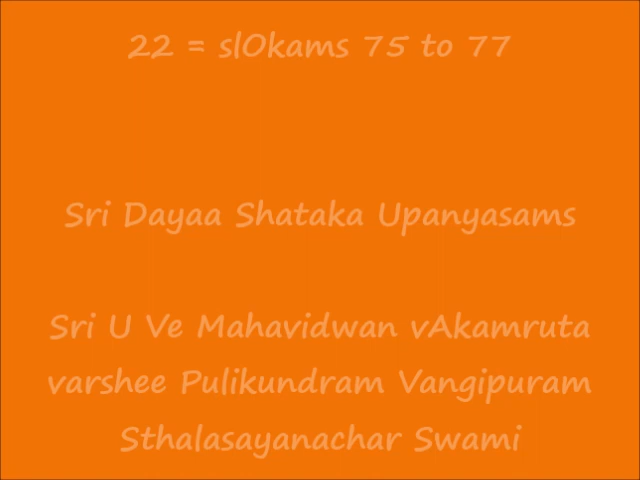 22 = slOkams 75 to 77
Sri Dayaa Shataka Upanyasams
Sri U Ve Mahavidwan vAkamruta
varshee Pulikundram Vangipuram
Sthalasayanachar Swami